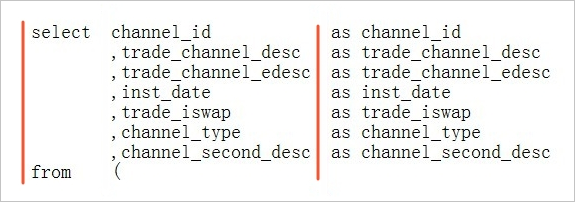 select channel_id as channel_id
,trade_channel_desc as trade_channel_desc
,trade_channel_edesc as trade_channel_edesc
,inst_date as inst_date
,trade_iswap as trade_iswap
,channel_type as channel_type
,channel_second_desc as channel_second_desc
from (